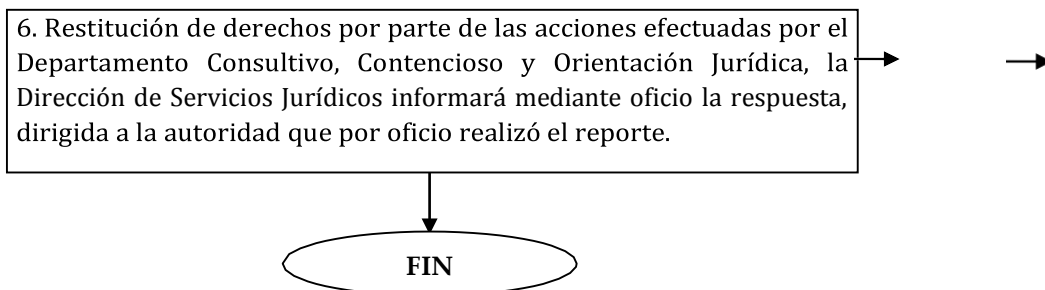 6. Restitución de derechos por parte de las acciones efectuadas por el
Departamento Consultivo, Contencioso y Orientación Jurídica, la
Dirección de Servicios Jurídicos informará mediante oficio la respuesta,
dirigida a la autoridad que por oficio realizó el reporte.
FIN